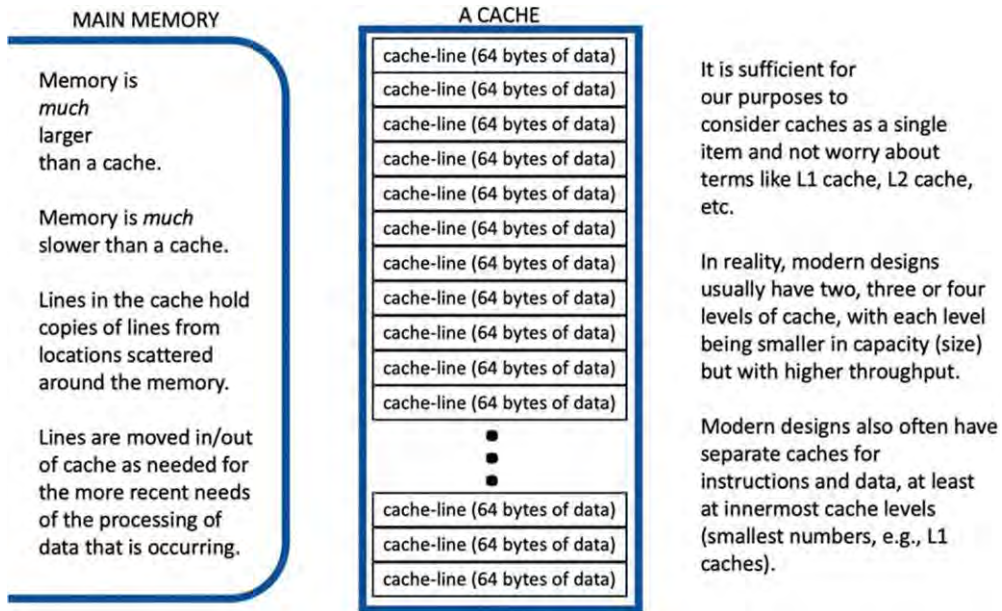 MAIN MEMORY
Memory is
much
larger
than a cache.
Memory is much
slower than a cache.
Lines in the cache hold
copies of lines from
locations scattered
around the memory.
Lines are moved in/out
of cache as needed for
the more recent needs
of the processing of
data that is occurring.
A CACHE
cache-line (64 bytes of data)
cache-line (64 bytes of data)
cache-line (64 bytes of data)
cache-line (64 bytes of data)
cache-line (64 bytes of data)
cache-line (64 bytes of data)
cache-line (64 bytes of data)
cache-line (64 bytes of data)
cache-line (64 bytes of data)
cache-line (64 bytes of data)
cache-line (64 bytes of data)
cache-line (64 bytes of data)
cache-line (64 bytes of data)
cache-line (64 bytes of data)
It is sufficient for
our purposes to
consider caches as a single
item and not worry about
terms like L1 cache, L2 cache,
etc.
In reality, modern designs
usually have two, three or four
levels of cache, with each level
being smaller in capacity (size)
but with higher throughput.
Modern designs also often have
separate caches for
instructions and data, at least
at innermost cache levels
(smallest numbers, e.g., L1
caches).